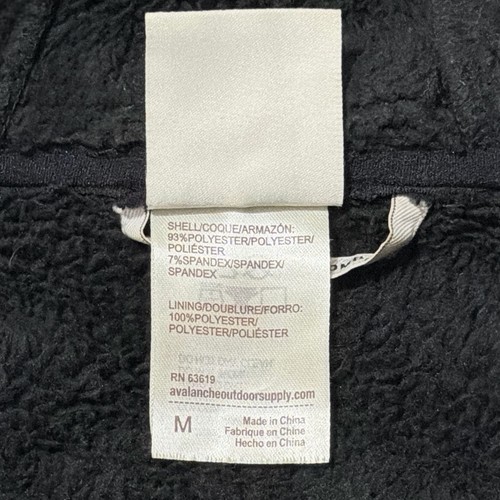 SHELL/COQUE/ARMAZÓN:
93%POLYESTER/POLYESTER/
POLIÉSTER
7%SPANDEX/SPANDEX/
SPANDEX
LINING/DOUBLURE/FORRO:
100%POLYESTER/
POLYESTER/POLIÉSTER
RN 63619
avalancheoutdoorsupply.com
M
Made in China
Fabriqué en Chine
Hecho en China